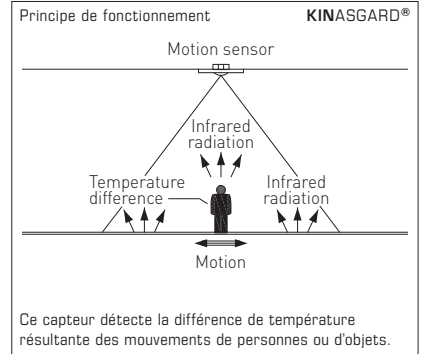 Principe de fonctionnement KINASGARD®
Motion sensor
Infrared
radiation
Temperature
difference
Infrared
radiation
Motion
Ce capteur détecte la différence de température
résultante des mouvements de personnes ou d'objets.